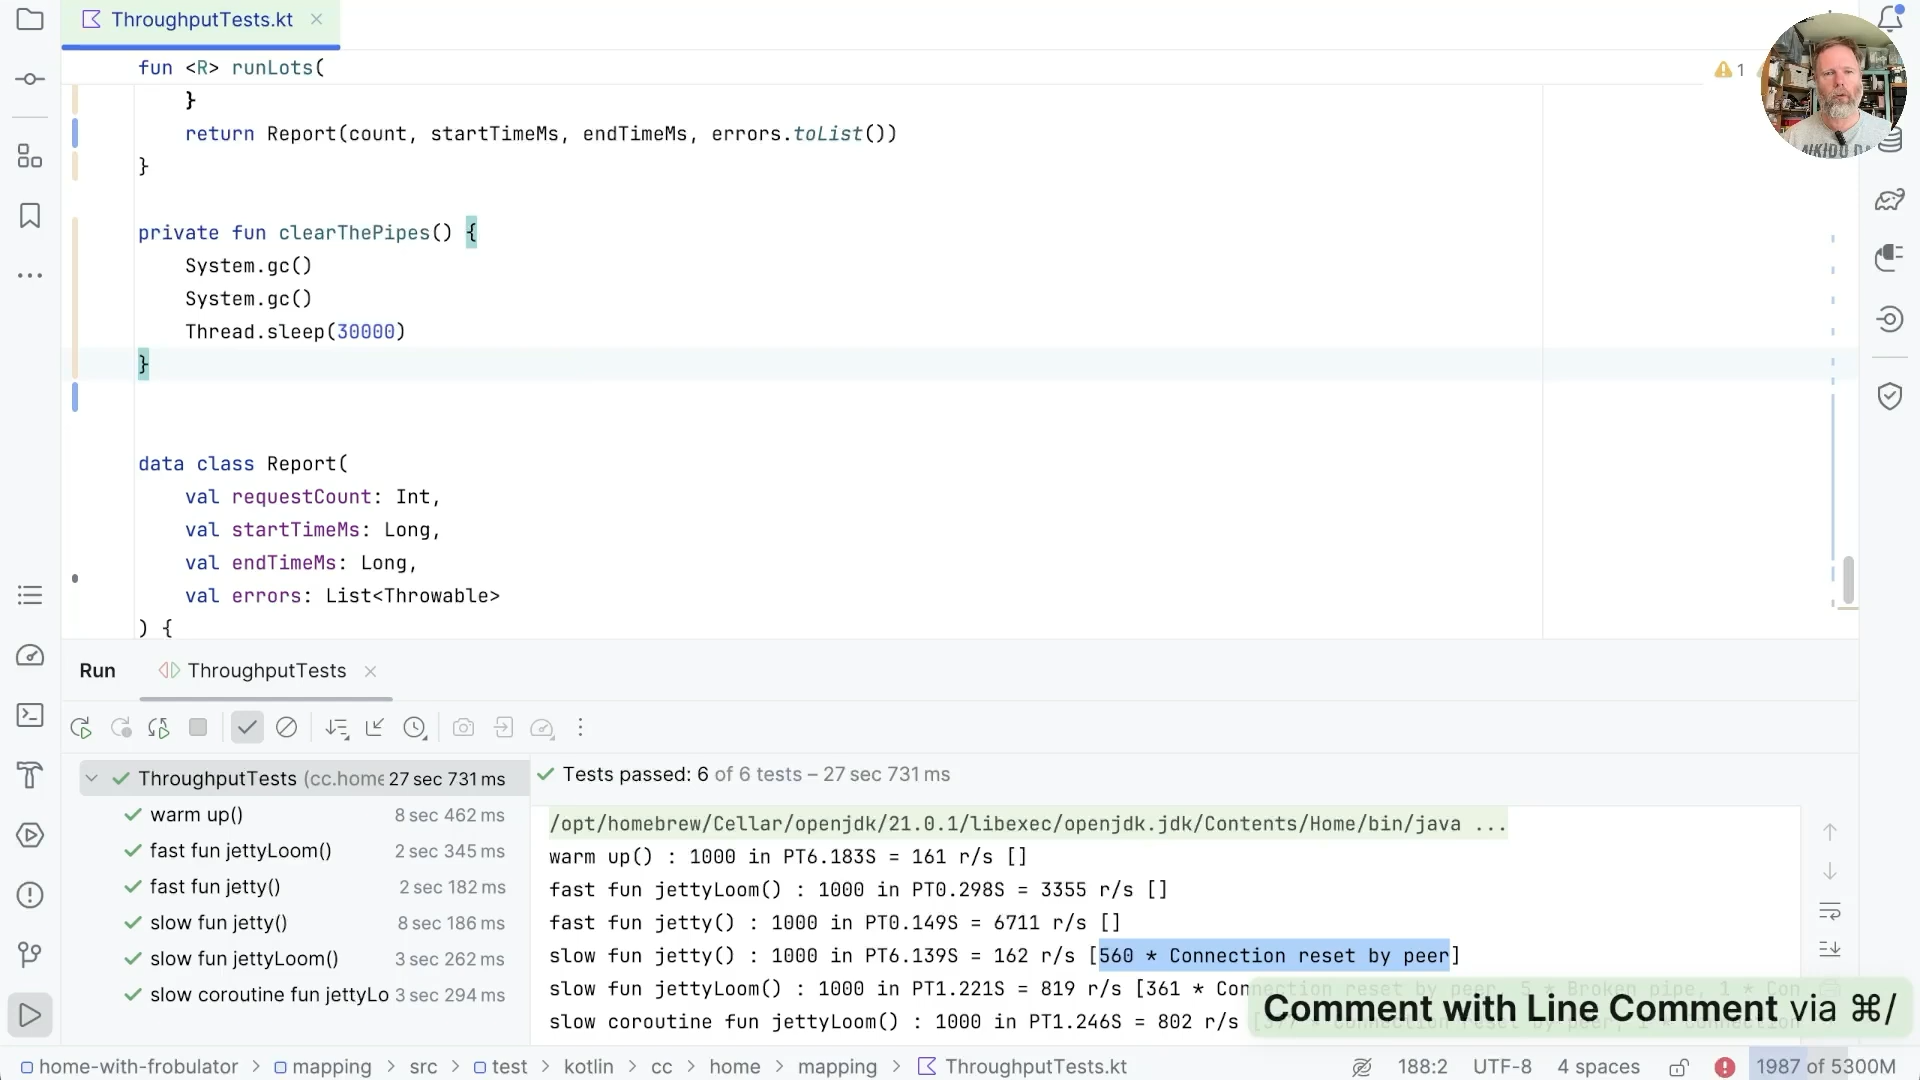 ThroughputTests.kt
fun <R> runLots(
1
}
return Report(count, startTimeMs, endTimeMs, errors.toList())
}
private fun clearThePipes() {
System.gc()
System.gc()
Thread.sleep(30000)
}
data class Report(
val requestCount: Int,
val startTimeMs: Long,
val endTimeMs: Long,
val errors: List<Throwable>
) {
Run ThroughputTests
ThroughputTests (cc.home 27 sec 731 ms
warm up() 8 sec 462 ms
fast fun jettyLoom() 2 sec 345 ms
fast fun jetty() 2 sec 182 ms
slow fun jetty() 8 sec 186 ms
slow fun jettyLoom() 3 sec 262 ms
slow coroutine fun jettyLo 3 sec 294 ms
Tests passed: 6 of 6 tests – 27 sec 731 ms
/opt/homebrew/Cellar/openjdk/21.0.1/libexec/openjdk.jdk/Contents/Home/bin/java ...
warm up() : 1000 in PT6.183S = 161 r/s []
fast fun jettyLoom() : 1000 in PT0.298S = 3355 r/s []
fast fun jetty() : 1000 in PT0.149S = 6711 r/s []
slow fun jetty() : 1000 in PT6.139S = 162 r/s [560 * Connection reset by peer]
slow fun jettyLoom() : 1000 in PT1.221S = 819 r/s [361 * Connection reset by peer, 5 * Broken pipe, 1 * Con
slow coroutine fun jettyLoom() : 1000 in PT1.246S = 802 r/s
Comment with Line Comment via ⌘/
home-with-frobulator > mapping > src > test > kotlin > cc > home > mapping > ThroughputTests.kt
188:2 UTF-8 4 spaces 1987 of 5300M